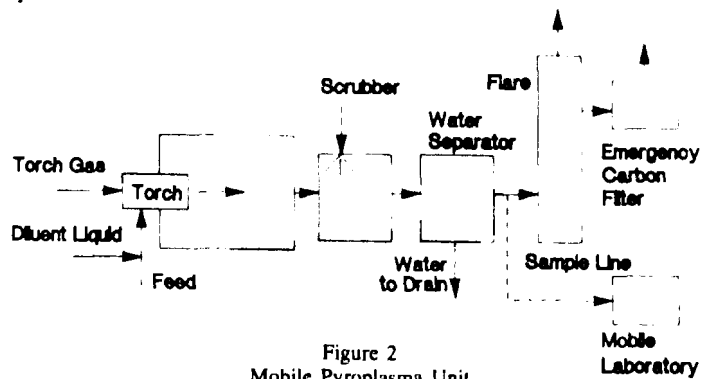 Scrubber
Flare
Water
Separator
Torch Gas
Torch
Emergency
Carbon
Filter
Diluent Liquid
Feed
Water
to Drain
Sample Line
Mobile
Laboratory
Figure 2
Mobile Pyroplasma Unit